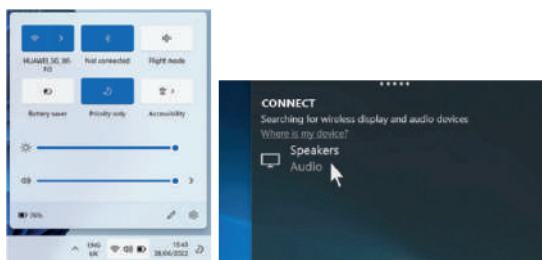 HUAWEI_5G_Wi-
Not connected
Flight mode
Battery saver
Priority only
Accessibility
76%
ENG
UK
15:43
28/06/2022
CONNECT
Searching for wireless display and audio devices
Where is my device?
Speakers
Audio